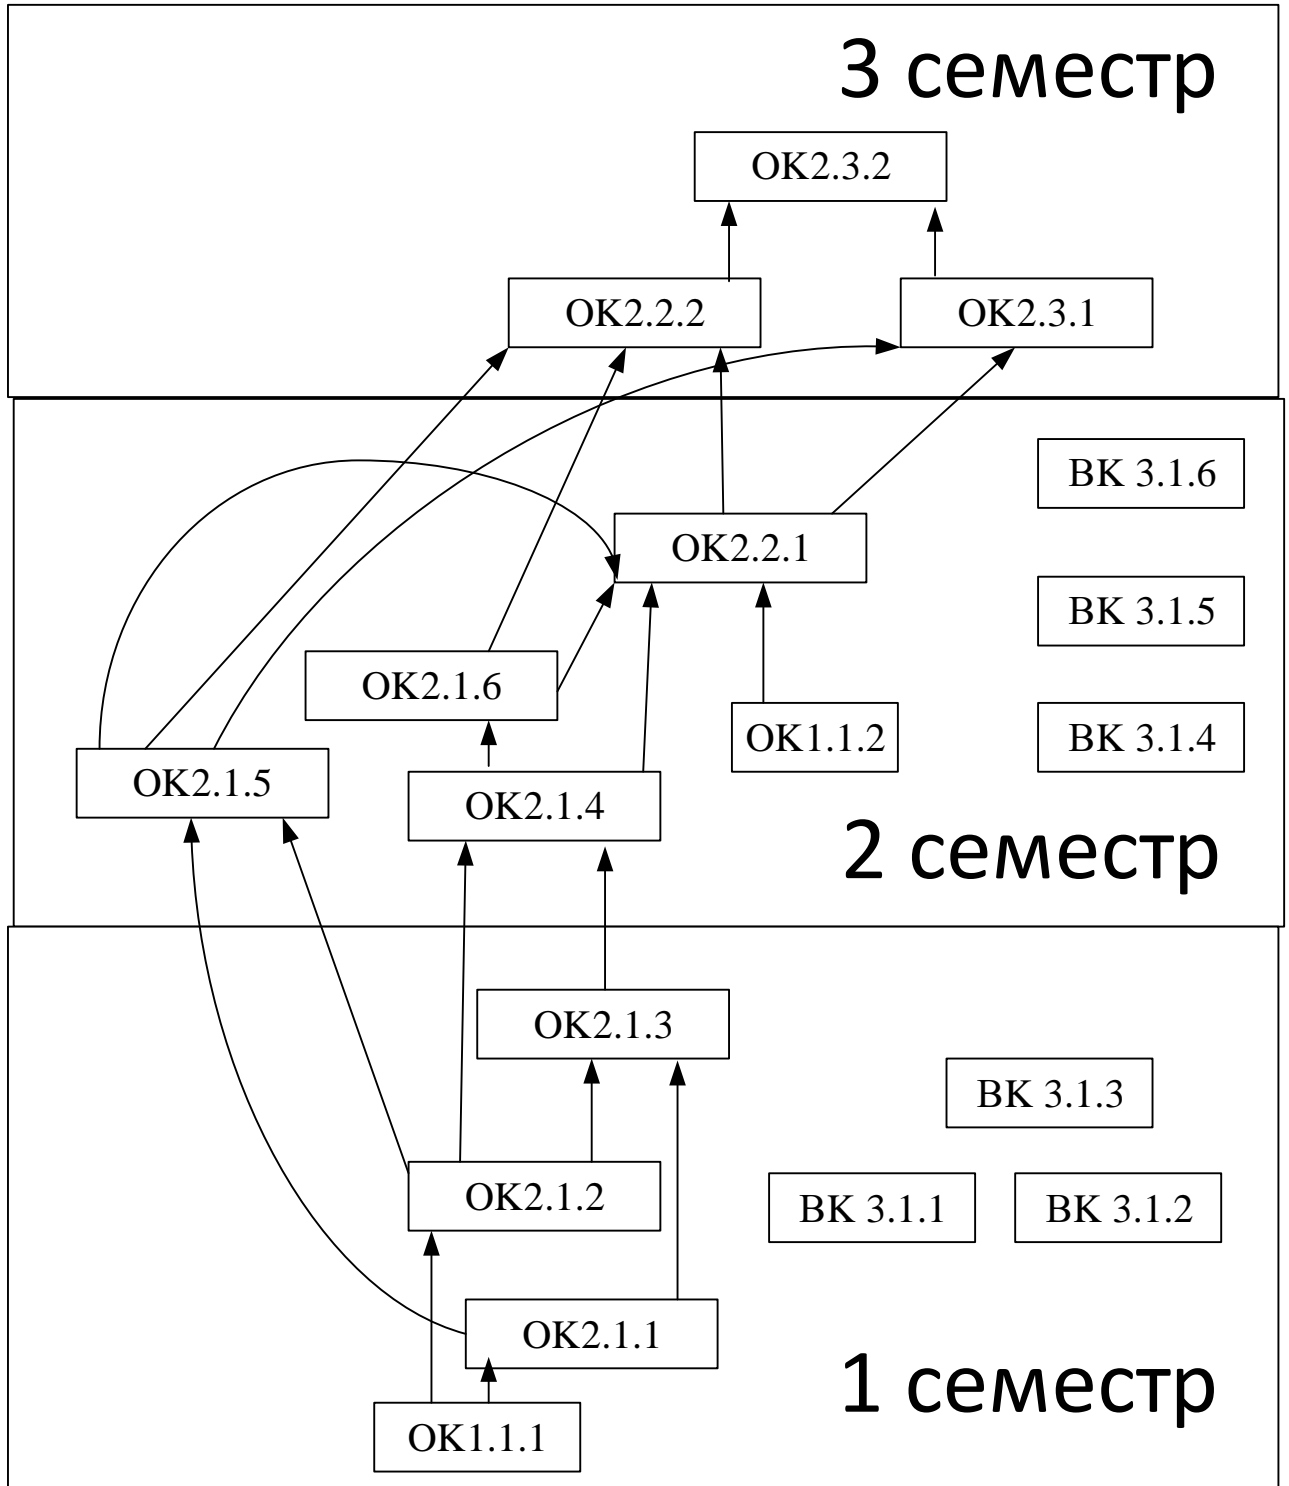 3 семестр
ОК2.3.2
ОК2.2.2
ОК2.3.1
ВК 3.1.6
ОК2.2.1
ВК 3.1.5
ОК2.1.6
ОК1.1.2
ВК 3.1.4
ОК2.1.5
ОК2.1.4
2 семестр
ОК2.1.3
ВК 3.1.3
ОК2.1.2
ВК 3.1.1
ВК 3.1.2
ОК2.1.1
1 семестр
ОК1.1.1